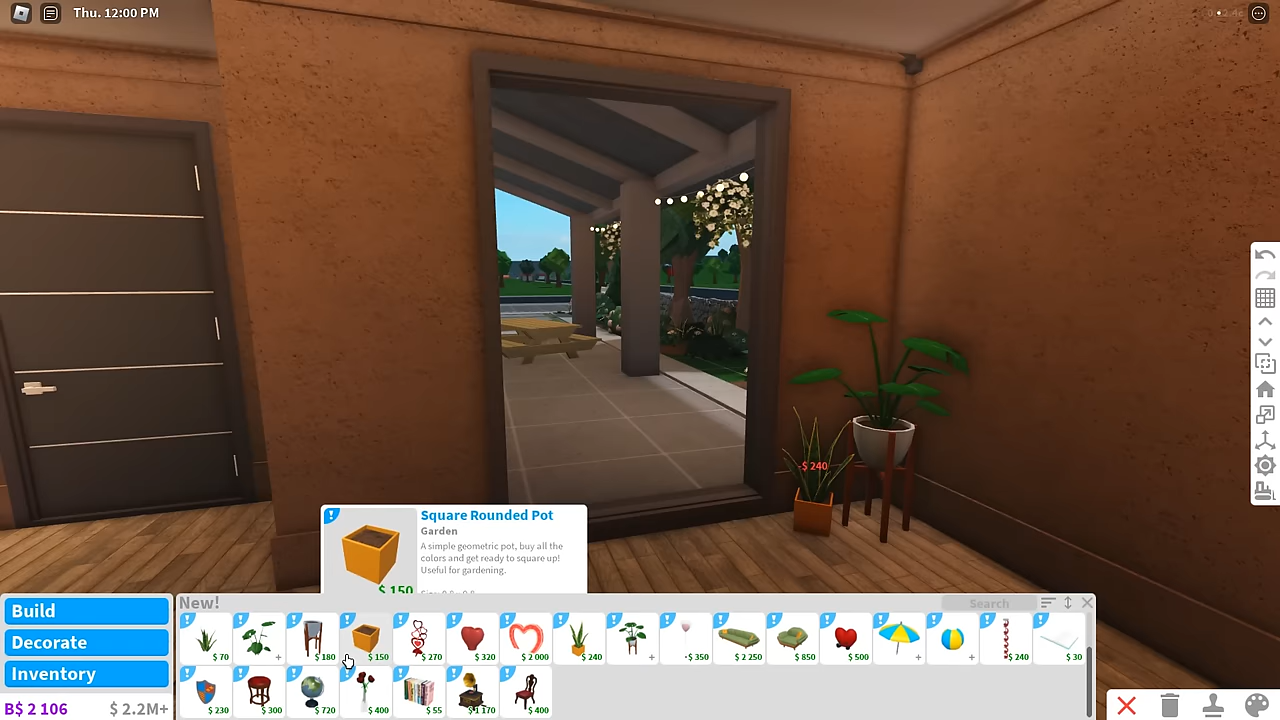 Thu. 12:00 PM
-$ 240
Square Rounded Pot
Garden
A simple geometric pot, buy all the
colors and get ready to square up!
Useful for gardening.
$ 150
New!
Search
Build
Decorate
Inventory
B$ 2 106
$ 2.2M+
$ 70
+
$ 180
$ 150
$ 270
$ 320
$ 2 000
$ 240
+
$ 350
$ 2 250
$ 850
$ 500
+
+
$ 240
$ 30
$ 230
$ 300
$ 720
$ 400
$ 55
$ 1 170
$ 400